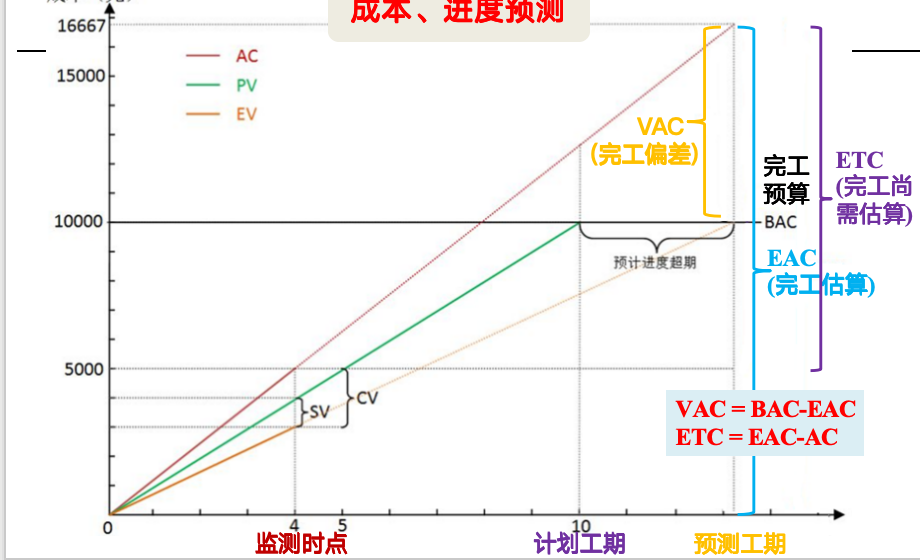 成本、进度预测
16667
15000
10000
5000
0
4
5
10
AC
PV
EV
VAC
(完工偏差)
完工
预算
ETC
(完工尚
需估算)
BAC
EAC
(完工估算)
预计进度超期
SV
CV
VAC = BAC-EAC
ETC = EAC-AC
监测时点
计划工期
预测工期